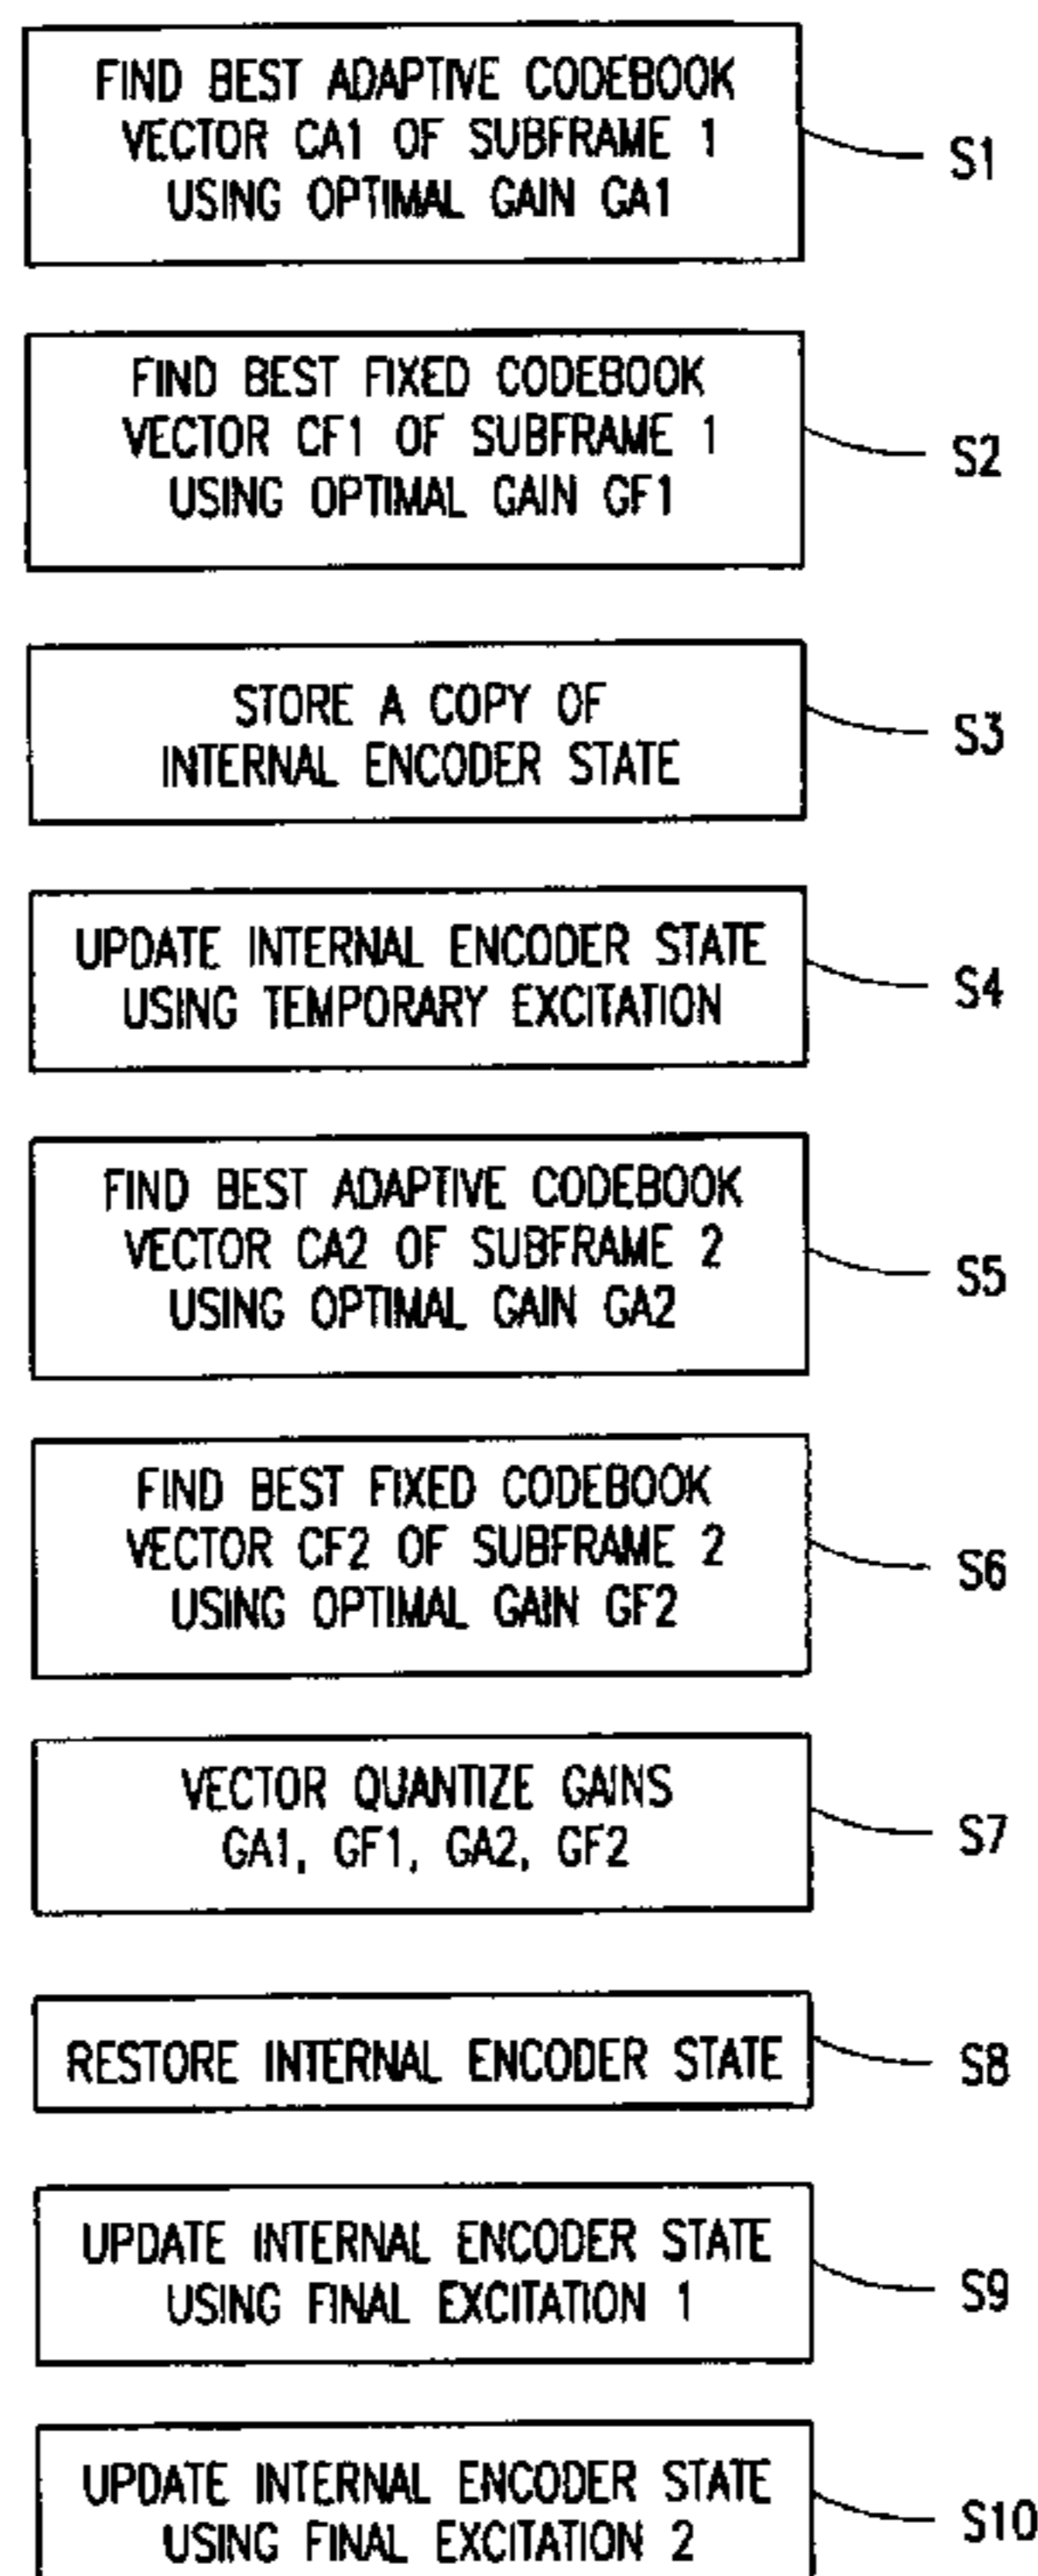 FIND BEST ADAPTIVE CODEBOOK
VECTOR CA1 OF SUBFRAME 1
USING OPTIMAL GAIN GA1
S1
FIND BEST FIXED CODEBOOK
VECTOR CF1 OF SUBFRAME 1
USING OPTIMAL GAIN GF1
S2
STORE A COPY OF
INTERNAL ENCODER STATE
S3
UPDATE INTERNAL ENCODER STATE
USING TEMPORARY EXCITATION
S4
FIND BEST ADAPTIVE CODEBOOK
VECTOR CA2 OF SUBFRAME 2
USING OPTIMAL GAIN GA2
S5
FIND BEST FIXED CODEBOOK
VECTOR CF2 OF SUBFRAME 2
USING OPTIMAL GAIN GF2
S6
VECTOR QUANTIZE GAINS
GA1, GF1, GA2, GF2
S7
RESTORE INTERNAL ENCODER STATE
S8
UPDATE INTERNAL ENCODER STATE
USING FINAL EXCITATION 1
S9
UPDATE INTERNAL ENCODER STATE
USING FINAL EXCITATION 2
S10